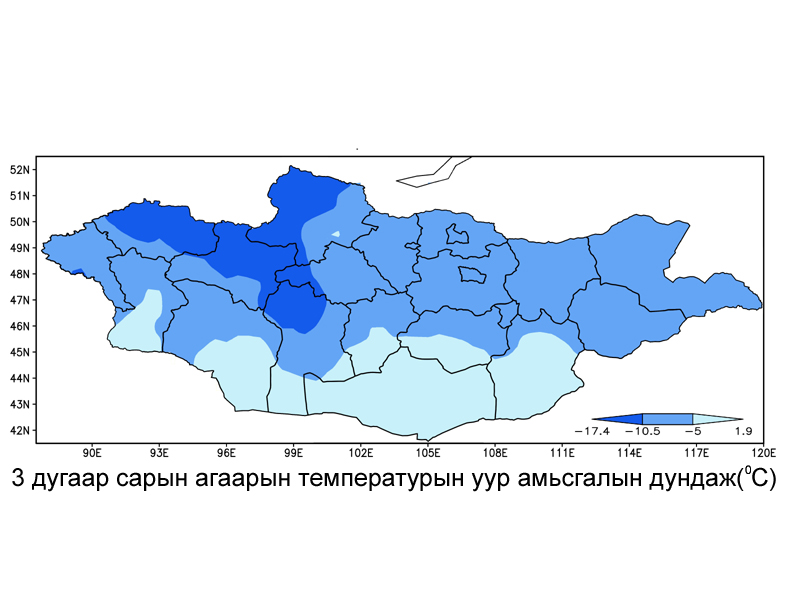 52N
51N
50N
49N
48N
47N
46N
45N
44N
43N
42N
−17.4 −10.5 −5 1.9
90E 93E 96E 99E 102E 105E 108E 111E 114E 117E 120E
3 дугаар сарын агаарын температурын уур амьсгалын дундаж(⁰C)